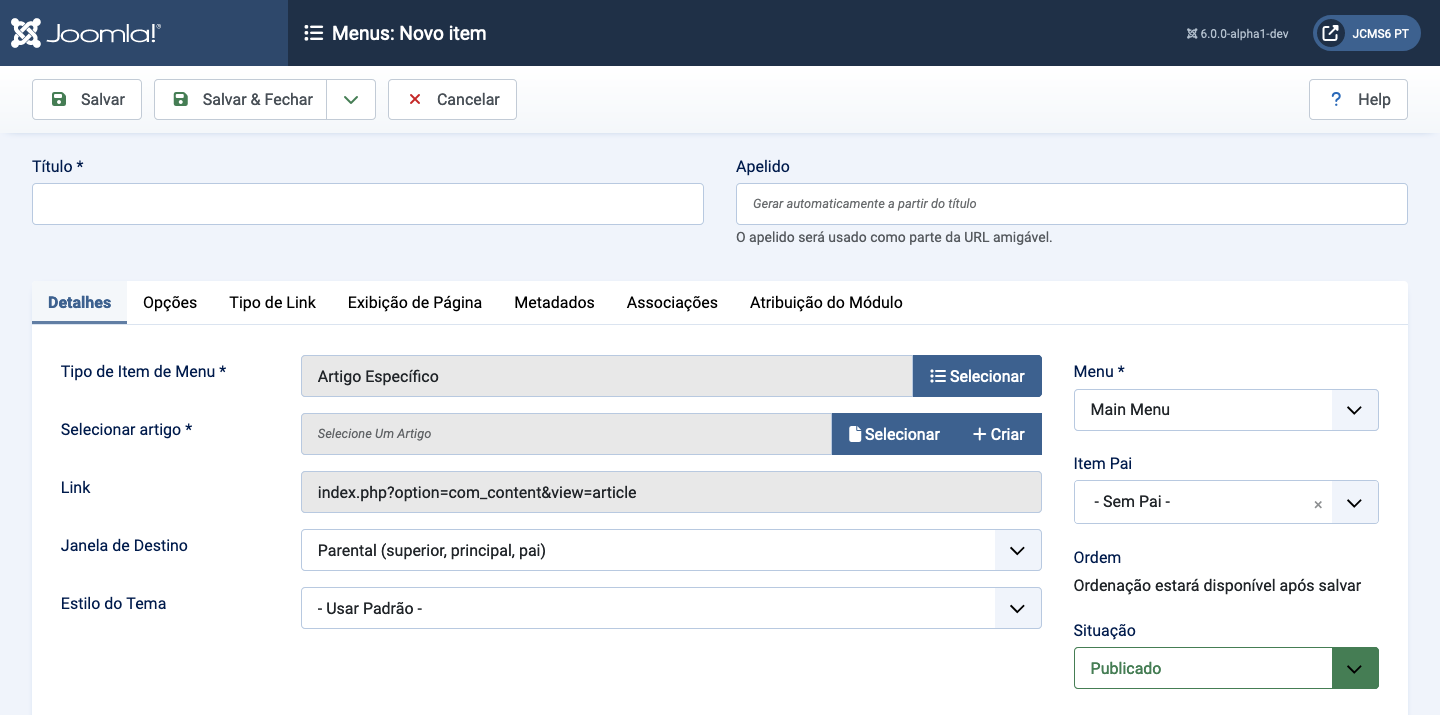 Joomla!®
Menus: Novo item
6.0.0-alpha1-dev
JCMS6 PT
Salvar
Salvar & Fechar
Cancelar
? Help
Título *
Apelido
Gerar automaticamente a partir do título
O apelido será usado como parte da URL amigável.
Detalhes Opções Tipo de Link Exibição de Página Metadados Associações Atribuição do Módulo
Tipo de Item de Menu *
Artigo Específico
Selecionar
Selecionar artigo *
Selecione Um Artigo
Selecionar
+ Criar
Link
index.php?option=com_content&view=article
Janela de Destino
Parental (superior, principal, pai)
Estilo do Tema
- Usar Padrão -
Menu *
Main Menu
Item Pai
- Sem Pai -
×
Ordem
Ordenação estará disponível após salvar
Situação
Publicado